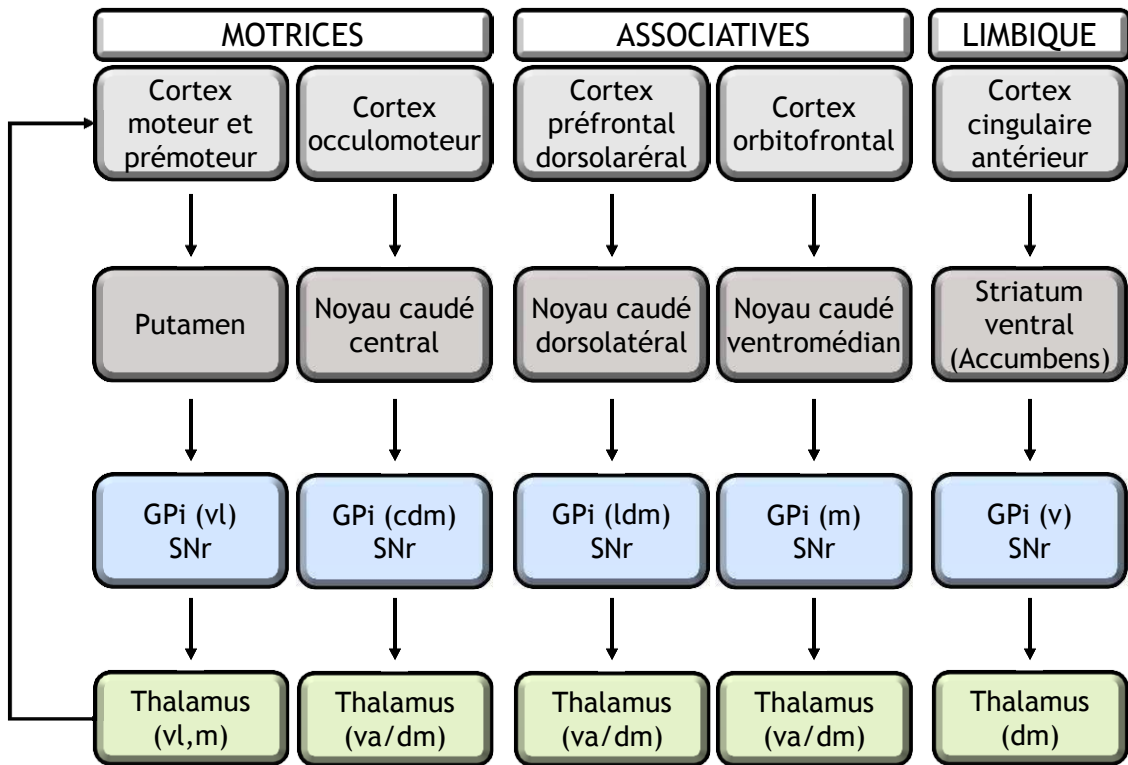 MOTRICES
ASSOCIATIVES
LIMBIQUE
Cortex
moteur et
prémoteur
Cortex
occulomoteur
Cortex
préfrontal
dorsolaréral
Cortex
orbitofrontal
Cortex
cingulaire
antérieur
Putamen
Noyau caudé
central
Noyau caudé
dorsolatéral
Noyau caudé
ventromédian
Striatum
ventral
(Accumbens)
GPi (vl)
SNr
GPi (cdm)
SNr
GPi (ldm)
SNr
GPi (m)
SNr
GPi (v)
SNr
Thalamus
(vl,m)
Thalamus
(va/dm)
Thalamus
(va/dm)
Thalamus
(va/dm)
Thalamus
(dm)